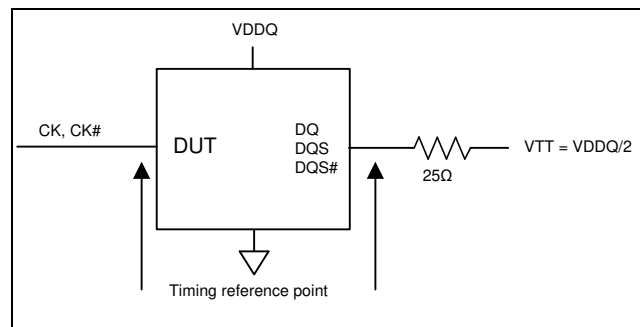 VDDQ
CK, CK#
DUT
DQ
DQS
DQS#
25Ω
VTT = VDDQ/2
Timing reference point